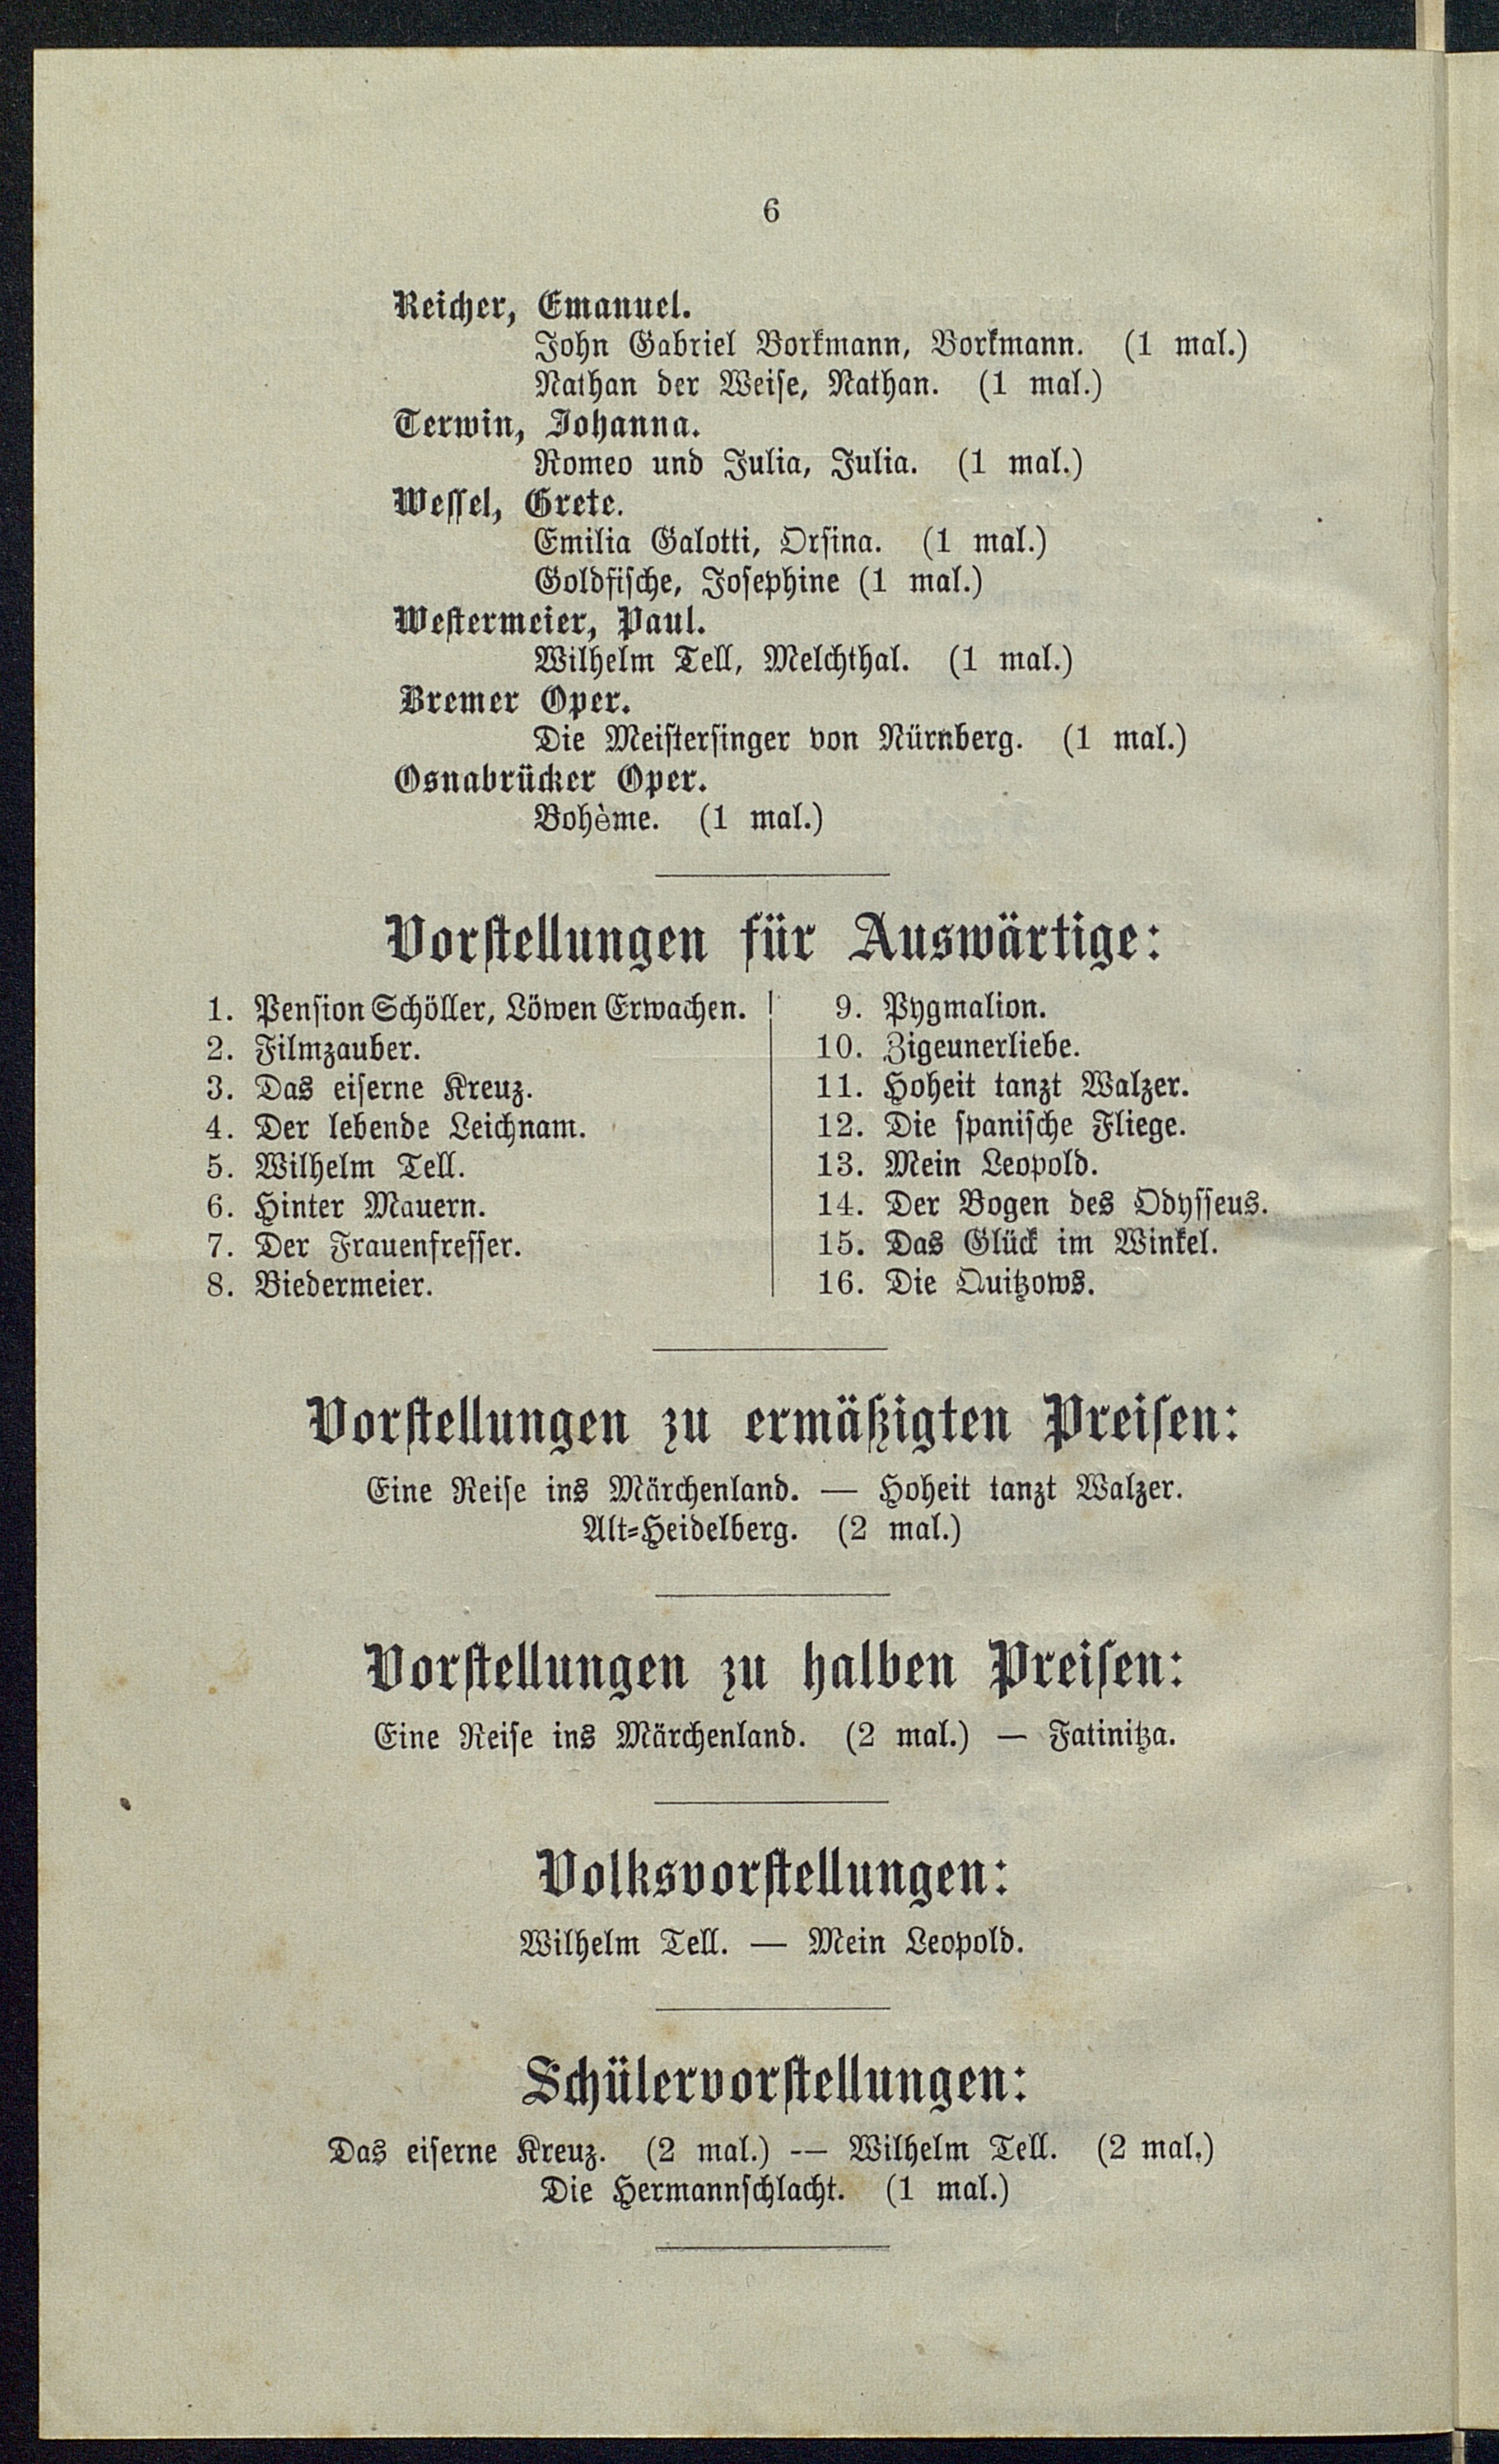 6
Reicher, Emanuel.
John Gabriel Borkmann, Borkmann. (1 mal.)
Nathan der Weise, Nathan. (1 mal.)
Terwin, Johanna.
Romeo und Julia, Julia. (1 mal.)
Wessel, Grete.
Emilia Galotti, Orsina. (1 mal.)
Goldfische, Josephine (1 mal.)
Westermeier, Paul.
Wilhelm Tell, Melchthal. (1 mal.)
Bremer Oper.
Die Meistersinger von Nürnberg. (1 mal.)
Osnabrücker Oper.
Bohème. (1 mal.)
Vorstellungen für Auswärtige:
1. Pension Schöller, Löwen Erwachen.
2. Filmzauber.
3. Das eiserne Kreuz.
4. Der lebende Leichnam.
5. Wilhelm Tell.
6. Hinter Mauern.
7. Der Frauenfresser.
8. Biedermeier.
9. Pygmalion.
10. Zigeunerliebe.
11. Hoheit tanzt Walzer.
12. Die spanische Fliege.
13. Mein Leopold.
14. Der Bogen des Odysseus.
15. Das Glück im Winkel.
16. Die Quitzows.
Vorstellungen zu ermäßigten Preisen:
Eine Reise ins Märchenland. — Hoheit tanzt Walzer.
Alt-Heidelberg. (2 mal.)
Vorstellungen zu halben Preisen:
Eine Reise ins Märchenland. (2 mal.) — Fatinitza.
Volksvorstellungen:
Wilhelm Tell. — Mein Leopold.
Schülervorstellungen:
Das eiserne Kreuz. (2 mal.) — Wilhelm Tell. (2 mal.)
Die Hermannschlacht. (1 mal.)